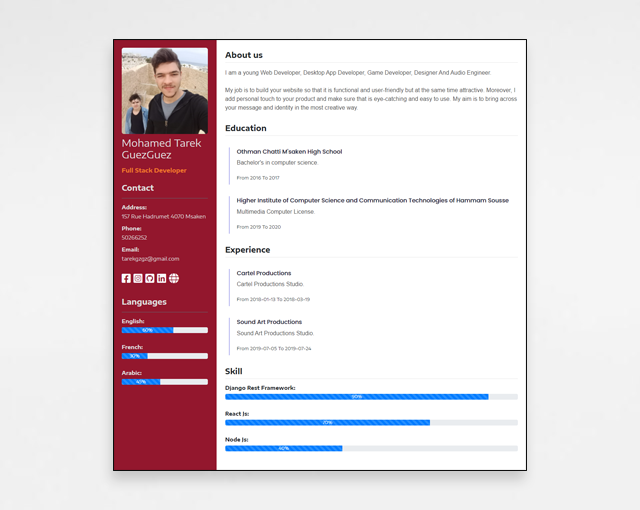 Mohamed Tarek
GuezGuez
Full Stack Developer
Contact
Address:
157 Rue Hadrumet 4070 Msaken
Phone:
50266252
Email:
tarekgzgz@gmail.com
Languages
English:
60%
French:
30%
Arabic:
45%
About us
I am a young Web Developer, Desktop App Developer, Game Developer, Designer And Audio Engineer.
My job is to build your website so that it is functional and user-friendly but at the same time attractive. Moreover, I
add personal touch to your product and make sure that is eye-catching and easy to use. My aim is to bring across
your message and identity in the most creative way.
Education
Othman Chatti M'saken High School
Bachelor's in computer science
From 2016 To 2017
Higher Institute of Computer Science and Communication Technologies of Hammam Sousse
Multimedia Computer License
From 2019 To 2020
Experience
Cartel Productions
Cartel Productions Studio.
From 2018-01-13 To 2018-03-19
Sound Art Productions
Sound Art Productions Studio.
From 2019-07-05 To 2019-07-24
Skill
Django Rest Framework:
90%
React Js:
70%
Node Js:
40%